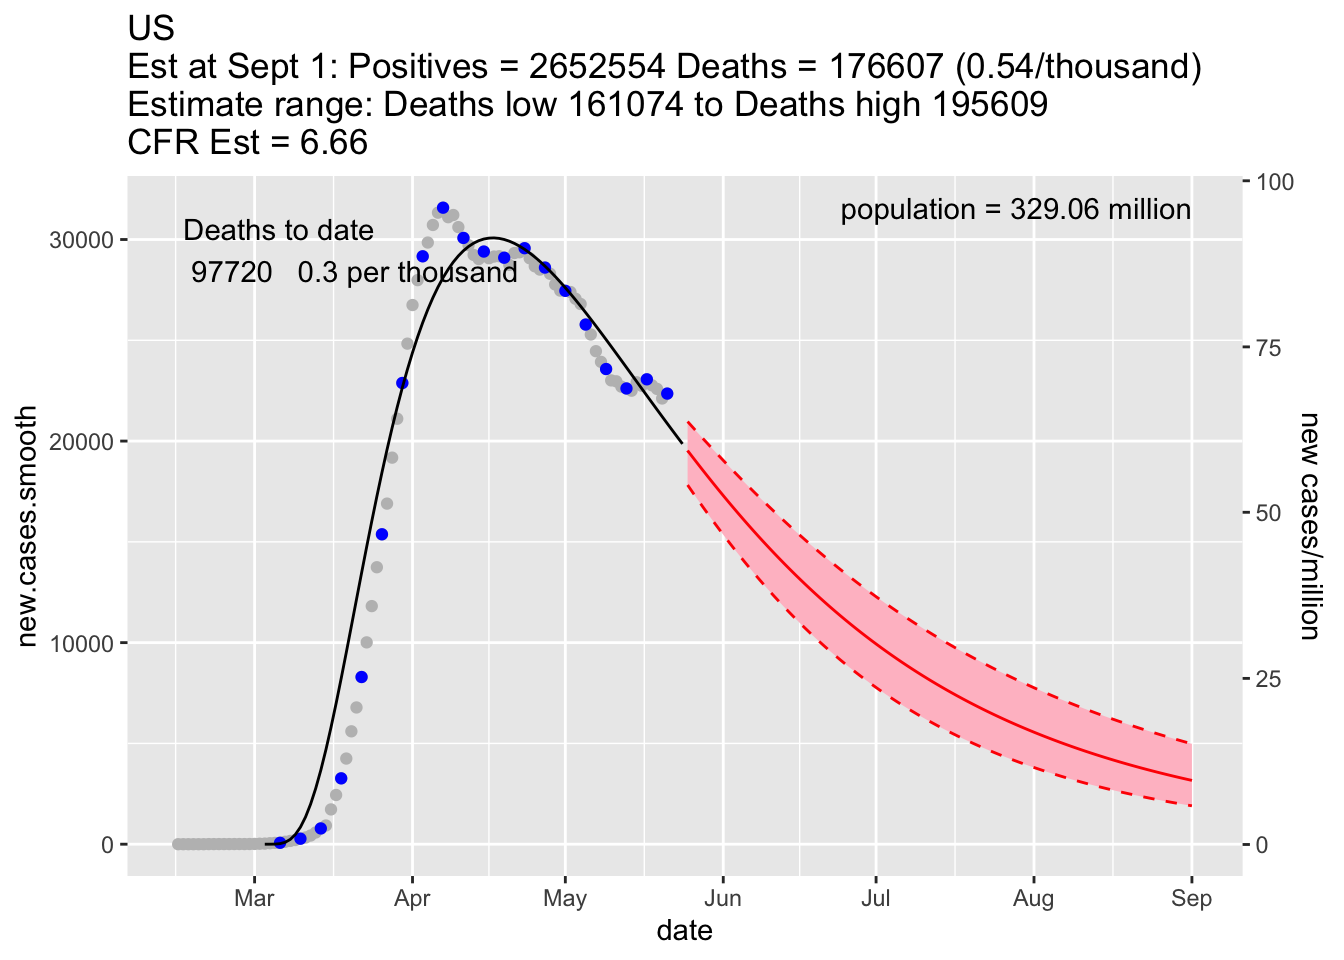 US
Est at Sept 1: Positives = 2652554 Deaths = 176607 (0.54/thousand)
Estimate range: Deaths low 161074 to Deaths high 195609
CFR Est = 6.66
Deaths to date
97720 0.3 per thousand
population = 329.06 million
30000
20000
10000
0
new.cases.smooth
100
75
50
25
0
new cases/million
Mar Apr May Jun Jul Aug Sep
date